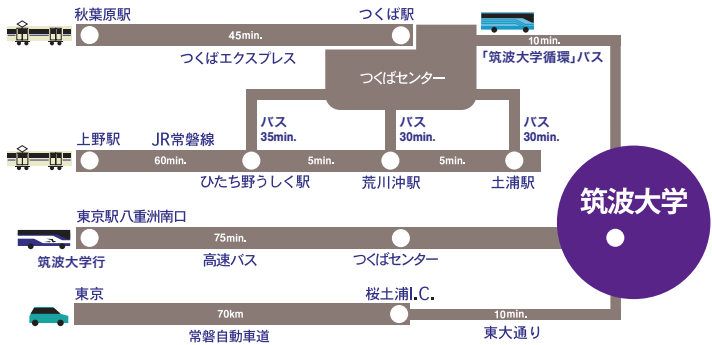 秋葉原駅
つくば駅
45min.
つくばエクスプレス
10min.
「筑波大学循環」バス
つくばセンター
バス
35min.
バス
30min.
バス
30min.
上野駅
JR常磐線
60min.
5min.
5min.
ひたち野うしく駅
荒川沖駅
土浦駅
筑波大学
東京駅八重洲南口
75min.
筑波大学行
高速バス
つくばセンター
東京
桜土浦I.C.
70km
10min.
常磐自動車道
東大通り